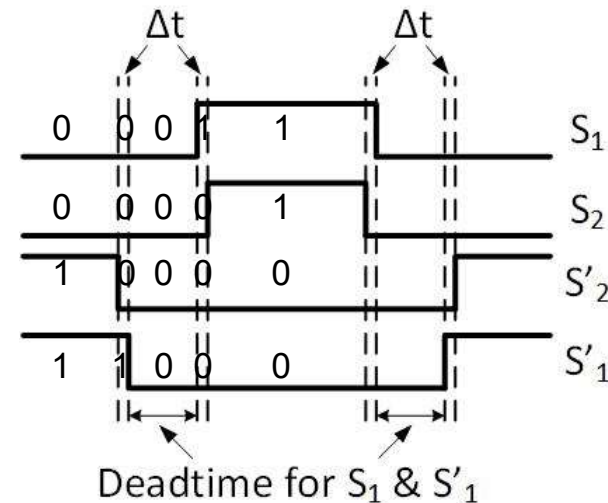 Δt Δt
0 0 0 1 1 S₁
0 0 0 0 1 S₂
1 0 0 0 0 S'₂
1 1 0 0 0 S'₁
Deadtime for S₁ & S'₁